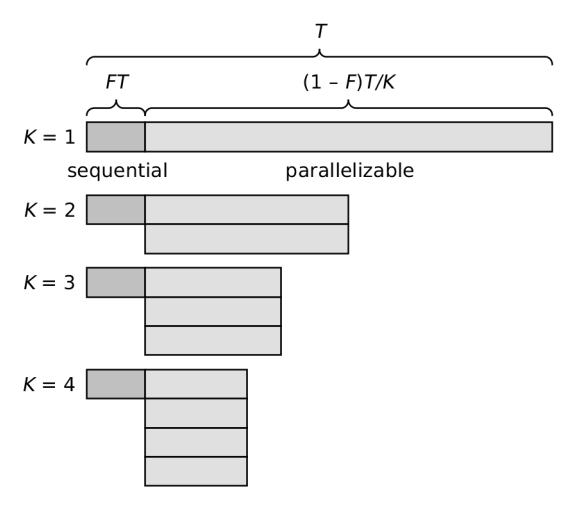 T
FT
(1 – F)T/K
K = 1
sequential
parallelizable
K = 2
K = 3
K = 4